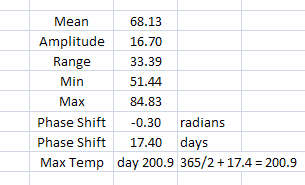 Mean 68.13
Amplitude 16.70
Range 33.39
Min 51.44
Max 84.83
Phase Shift -0.30 radians
Phase Shift 17.40 days
Max Temp day 200.9 365/2 + 17.4 = 200.9